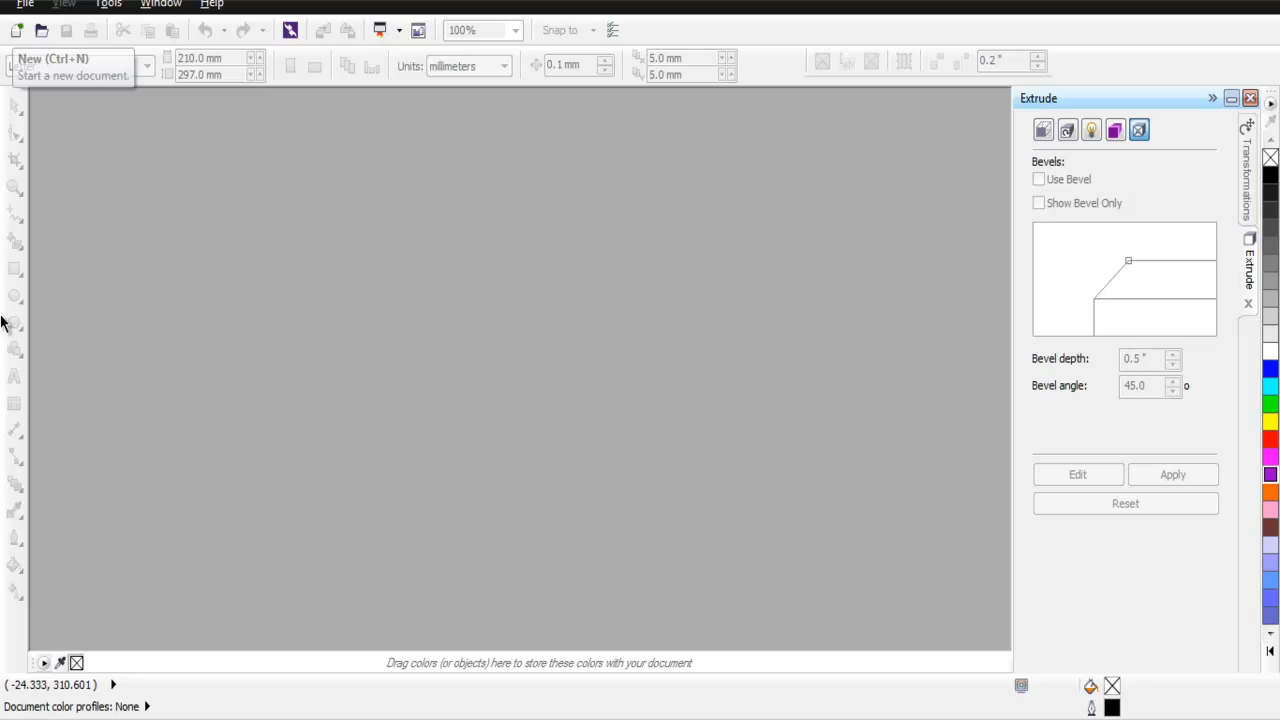 File View Tools Window Help
100% Snap to
New (Ctrl+N)
Start a new document.
210.0 mm
297.0 mm
Units: millimeters
0.1 mm
5.0 mm
5.0 mm
0.2 "
Extrude
Transformations
Extrude
Bevels:
Use Bevel
Show Bevel Only
Bevel depth: 0.5 "
Bevel angle: 45.0 o
Edit Apply
Reset
Drag colors (or objects) here to store these colors with your document
( -24.333, 310.601 )
Document color profiles: None